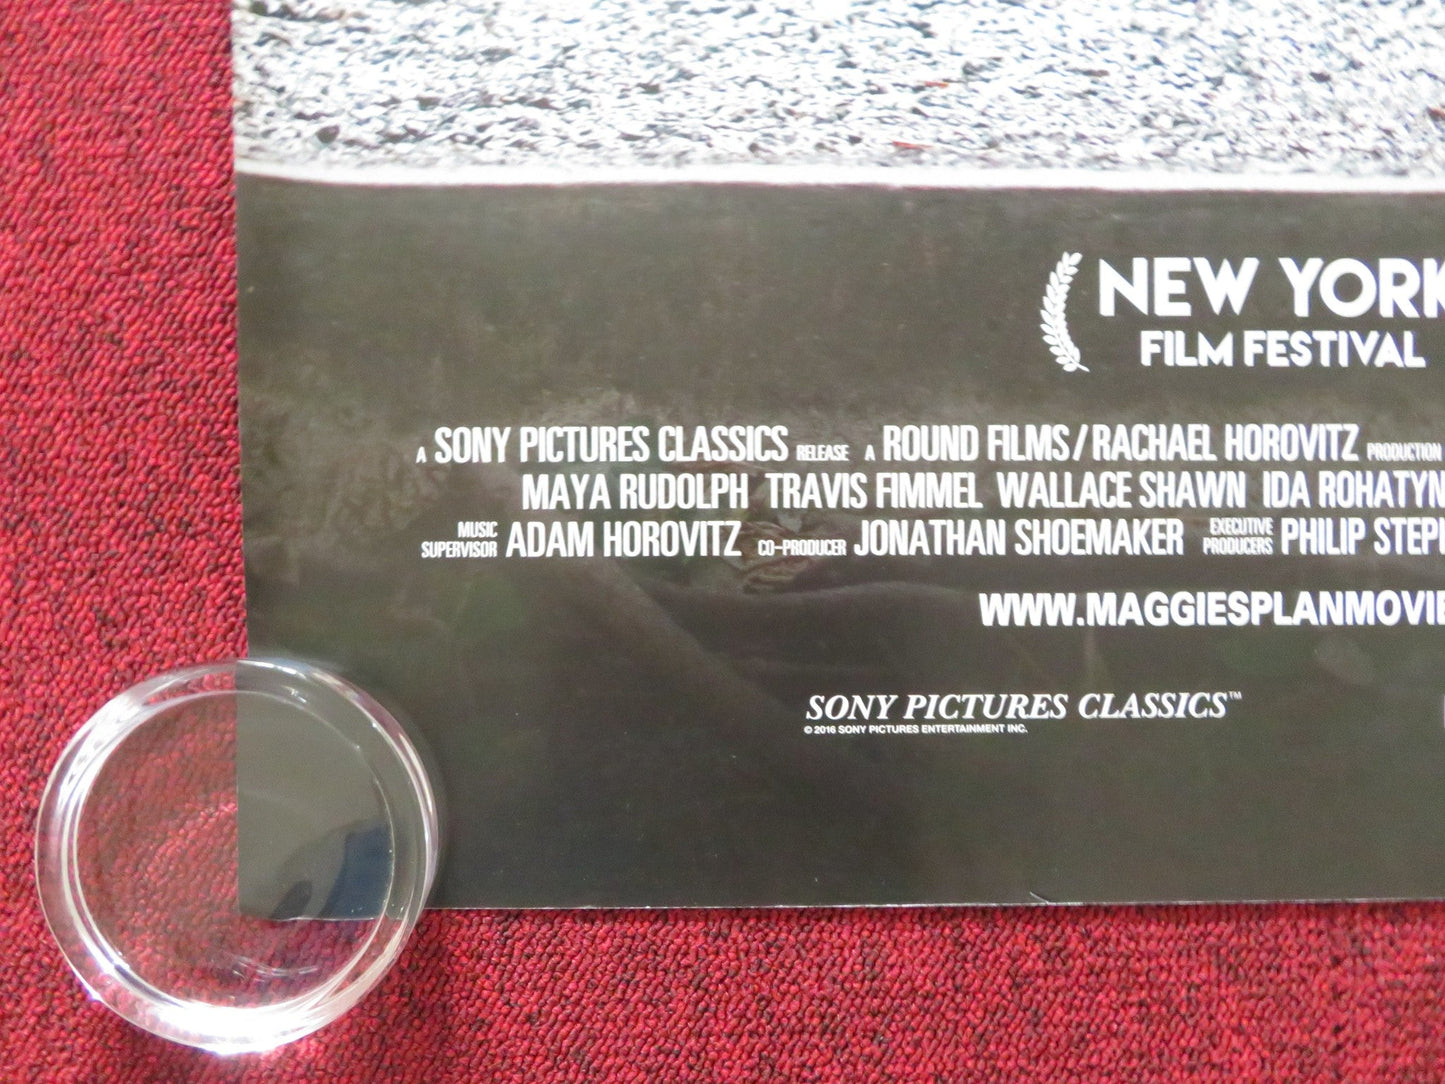 NEW YORK
FILM FESTIVAL
A SONY PICTURES CLASSICS RELEASE A ROUND FILMS/RACHAEL HOROVITZ PRODUCTION
MAYA RUDOLPH TRAVIS FIMMEL WALLACE SHAWN IDA ROHATYN
MUSIC SUPERVISOR ADAM HOROVITZ CO-PRODUCER JONATHAN SHOEMAKER EXECUTIVE PRODUCERS PHILIP STEP
WWW.MAGGIESPLANMOVIE
SONY PICTURES CLASSICS™
© 2016 SONY PICTURES ENTERTAINMENT INC.